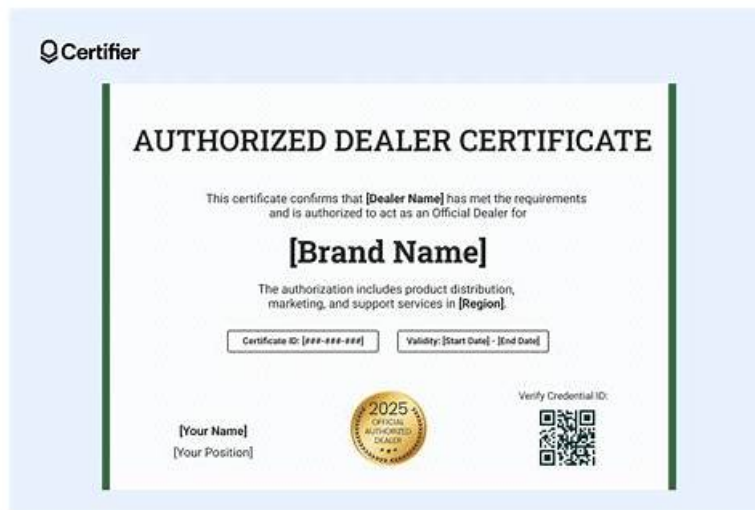 Certifier
AUTHORIZED DEALER CERTIFICATE
This certificate confirms that [Dealer Name] has met the requirements
and is authorized to act as an Official Dealer for
[Brand Name]
The authorization includes product distribution,
marketing, and support services in [Region].
Certificate ID: [###-###-###]
Validity: [Start Date] - [End Date]
Verify Credential ID:
2025
OFFICIAL
AUTHORIZED
DEALER
[Your Name]
[Your Position]